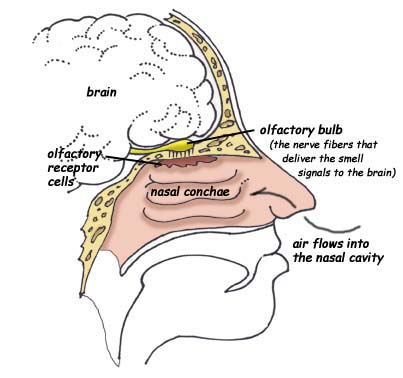 brain
olfactory bulb
(the nerve fibers that
deliver the smell
signals to the brain)
olfactory
receptor
cells
nasal conchae
air flows into
the nasal cavity